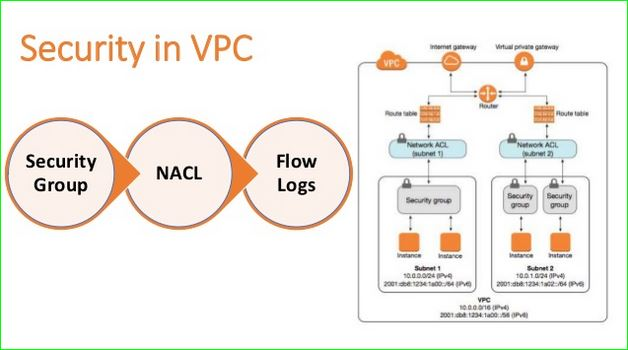 Security in VPC
Security
Group
NACL
Flow
Logs
Internet gateway
Virtual private gateway
VPC
Router
Route table
Route table
Network ACL
(subnet 1)
Network ACL
(subnet 2)
Security group
Security
group
Security
group
Instance
Instance
Instance
Instance
Subnet 1
10.0.0.0/24 (IPv4)
2001:db8:1234:1a00::/64 (IPv6)
Subnet 2
10.0.1.0/24 (IPv4)
2001:db8:1234:1a02::/64 (IPv6)
VPC
10.0.0.0/16 (IPv4)
2001:db8:1234:1a00::/56 (IPv6)